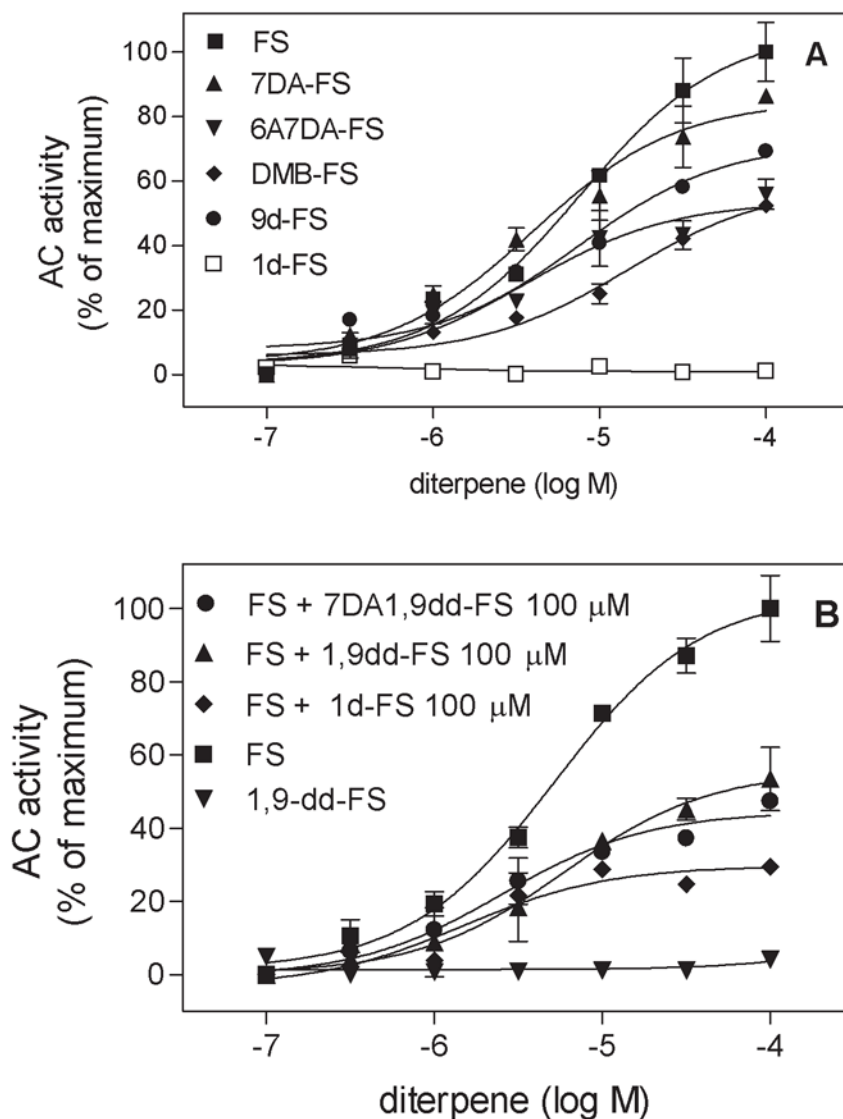 A
FS
7DA-FS
6A7DA-FS
DMB-FS
9d-FS
1d-FS
AC activity
(% of maximum)
100
80
60
40
20
0
-7 -6 -5 -4
diterpene (log M)
B
FS + 7DA1,9dd-FS 100 μM
FS + 1,9dd-FS 100 μM
FS + 1d-FS 100 μM
FS
1,9-dd-FS
AC activity
(% of maximum)
100
80
60
40
20
0
-7 -6 -5 -4
diterpene (log M)